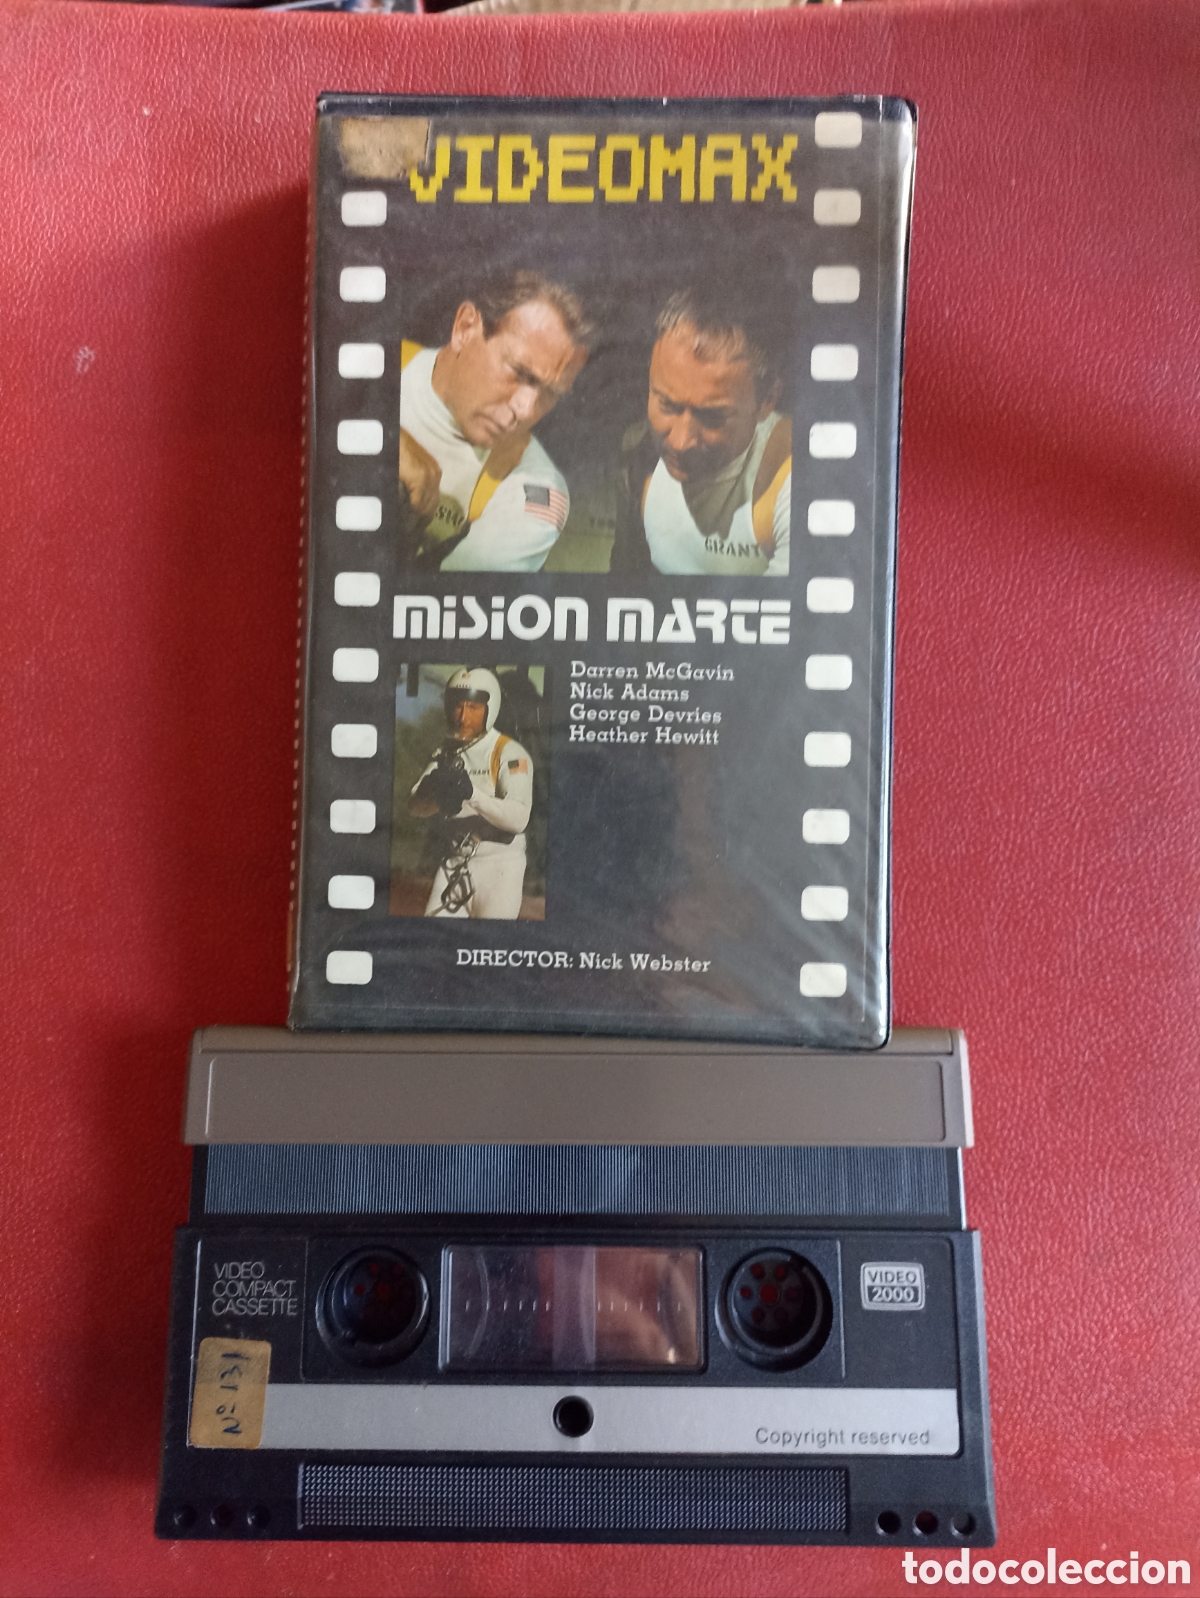 VIDEOMAX
GRANT
MISION MARTE
Darren McGavin
Nick Adams
George Devries
Heather Hewitt
GRANT
DIRECTOR: Nick Webster
VIDEO
COMPACT
CASSETTE
VIDEO
2000
Nº 131
Copyright reserved
todocoleccion